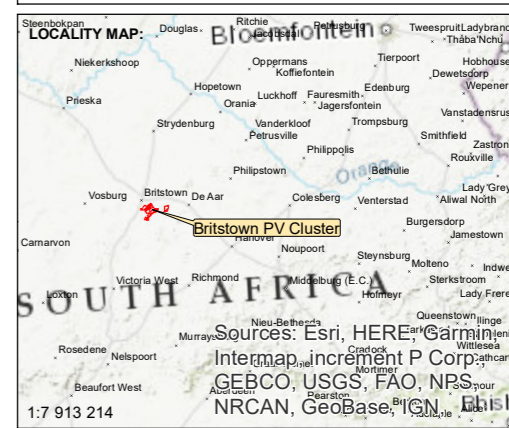 Steenbokpan
LOCALITY MAP:
Douglas
Ritchie
Jacobsdal
Petrusburg
Bloemfontein
Tweespruit
Ladybrand
Thaba'Nchu
Niekerkshoop
Oppermans
Koffiefontein
Tierpoort
Hobhouse
Dewetsdorp
Wepener
Hopetown
Luckhoff
Fauresmith
Edenburg
Prieska
Orania
Jagersfontein
Vanstadensrus
Strydenburg
Vanderkloof
Petrusville
Trompsburg
Smithfield
Zastron
Philippolis
Rouxville
Philipstown
Orange
Bethulie
Lady Grey
Vosburg
Britstown
De Aar
Colesberg
Venterstad
Aliwal North
Britstown PV Cluster
Burgersdorp
Jamestown
Carnarvon
Hanover
Noupoort
Steynsburg
Molteno
Indwe
Victoria West
Richmond
Middelburg (E.C.)
Sterkstroom
Loxton
SOUTH AFRICA
Hofmeyr
Lady Frere
Nieu-Bethesda
Queenstown
Ilinge
Murraysburg
Sources: Esri, HERE, Garmin,
Rosedene
Nelspoort
Cradock
Wittlesea
Intermap, increment P Corp.,
Cathcart
Mortimer
Beaufort West
Aberdeen
GEBCO, USGS, FAO, NPS,
Pearston
1:7 913 214
NRCAN, GeoBase, IGN,
Alice
Bhish